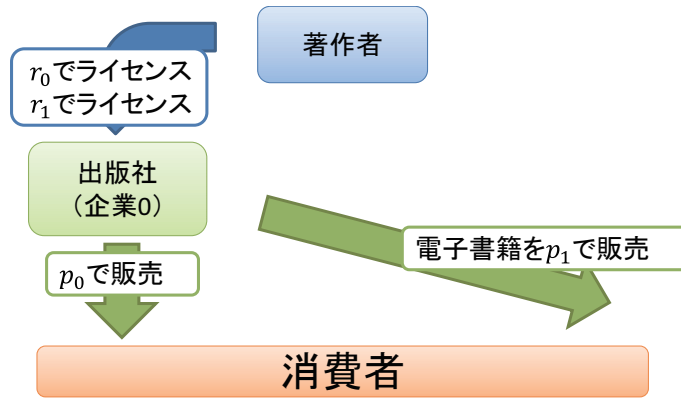 著作者
r₀でライセンス
r₁でライセンス
出版社
（企業0）
電子書籍をp₁で販売
p₀で販売
消費者